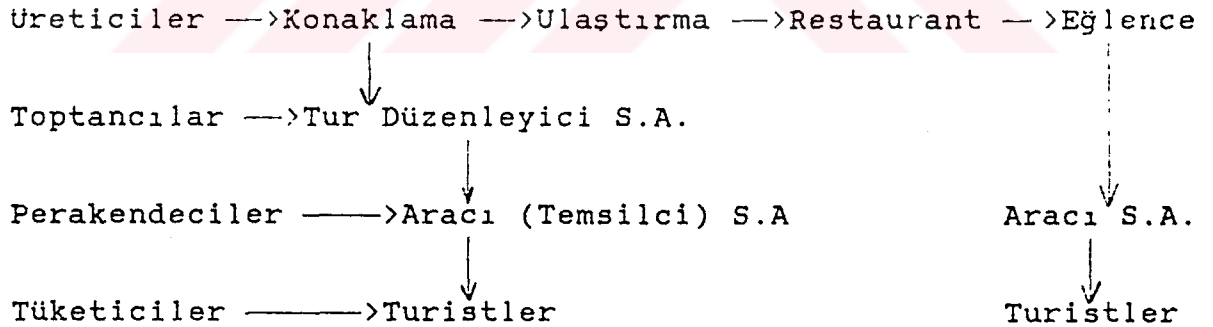 Üreticiler —>Konaklama —>Ulaştırma —>Restaurant —>Eğlence
Toptancılar —>Tur Düzenleyici S.A.
Perakendeciler ——>Aracı (Temsilci) S.A Aracı S.A.
Tüketiciler ——>Turistler Turistler